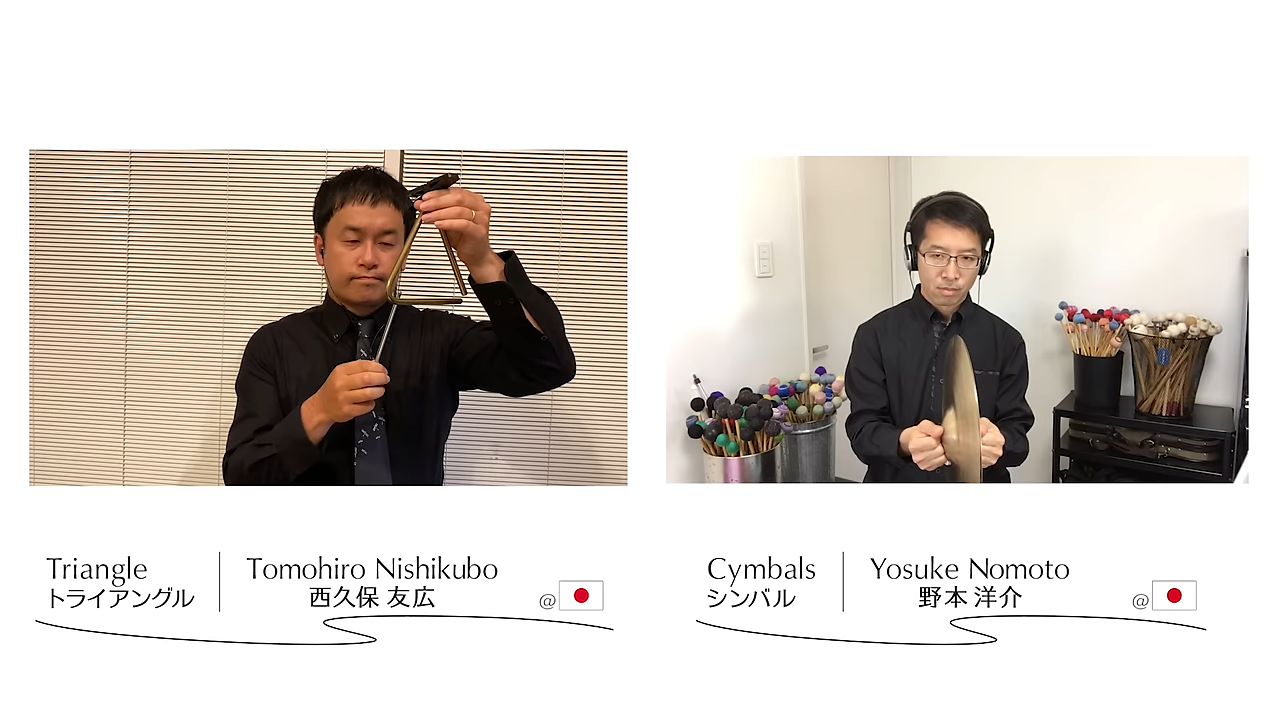 Triangle
トライアングル
Tomohiro Nishikubo
西久保 友広
@
Cymbals
シンバル
Yosuke Nomoto
野本 洋介
@